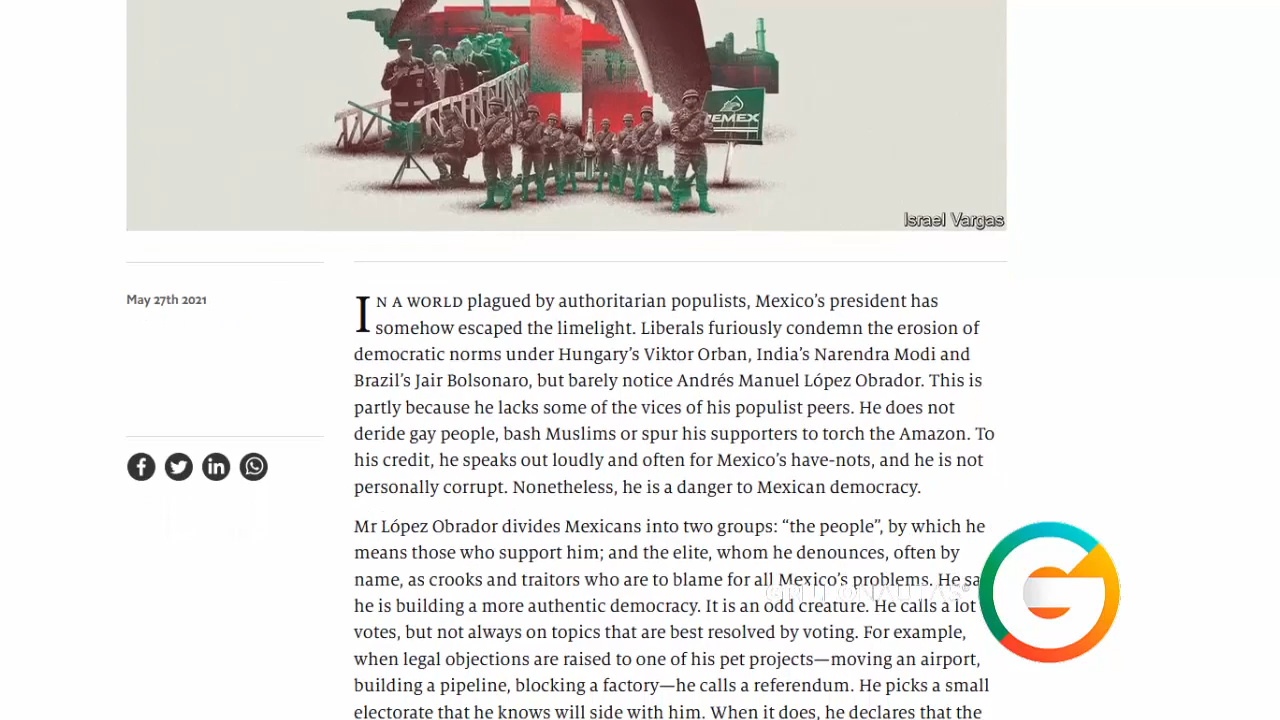 PEMEX
Israel Vargas
May 27th 2021
IN A WORLD plagued by authoritarian populists, Mexico’s president has
somehow escaped the limelight. Liberals furiously condemn the erosion of
democratic norms under Hungary’s Viktor Orban, India’s Narendra Modi and
Brazil’s Jair Bolsonaro, but barely notice Andrés Manuel López Obrador. This is
partly because he lacks some of the vices of his populist peers. He does not
deride gay people, bash Muslims or spur his supporters to torch the Amazon. To
his credit, he speaks out loudly and often for Mexico’s have-nots, and he is not
personally corrupt. Nonetheless, he is a danger to Mexican democracy.
Mr López Obrador divides Mexicans into two groups: “the people”, by which he
means those who support him; and the elite, whom he denounces, often by
name, as crooks and traitors who are to blame for all Mexico’s problems. He sa
he is building a more authentic democracy. It is an odd creature. He calls a lot
votes, but not always on topics that are best resolved by voting. For example,
when legal objections are raised to one of his pet projects—moving an airport,
building a pipeline, blocking a factory—he calls a referendum. He picks a small
electorate that he knows will side with him. When it does, he declares that the